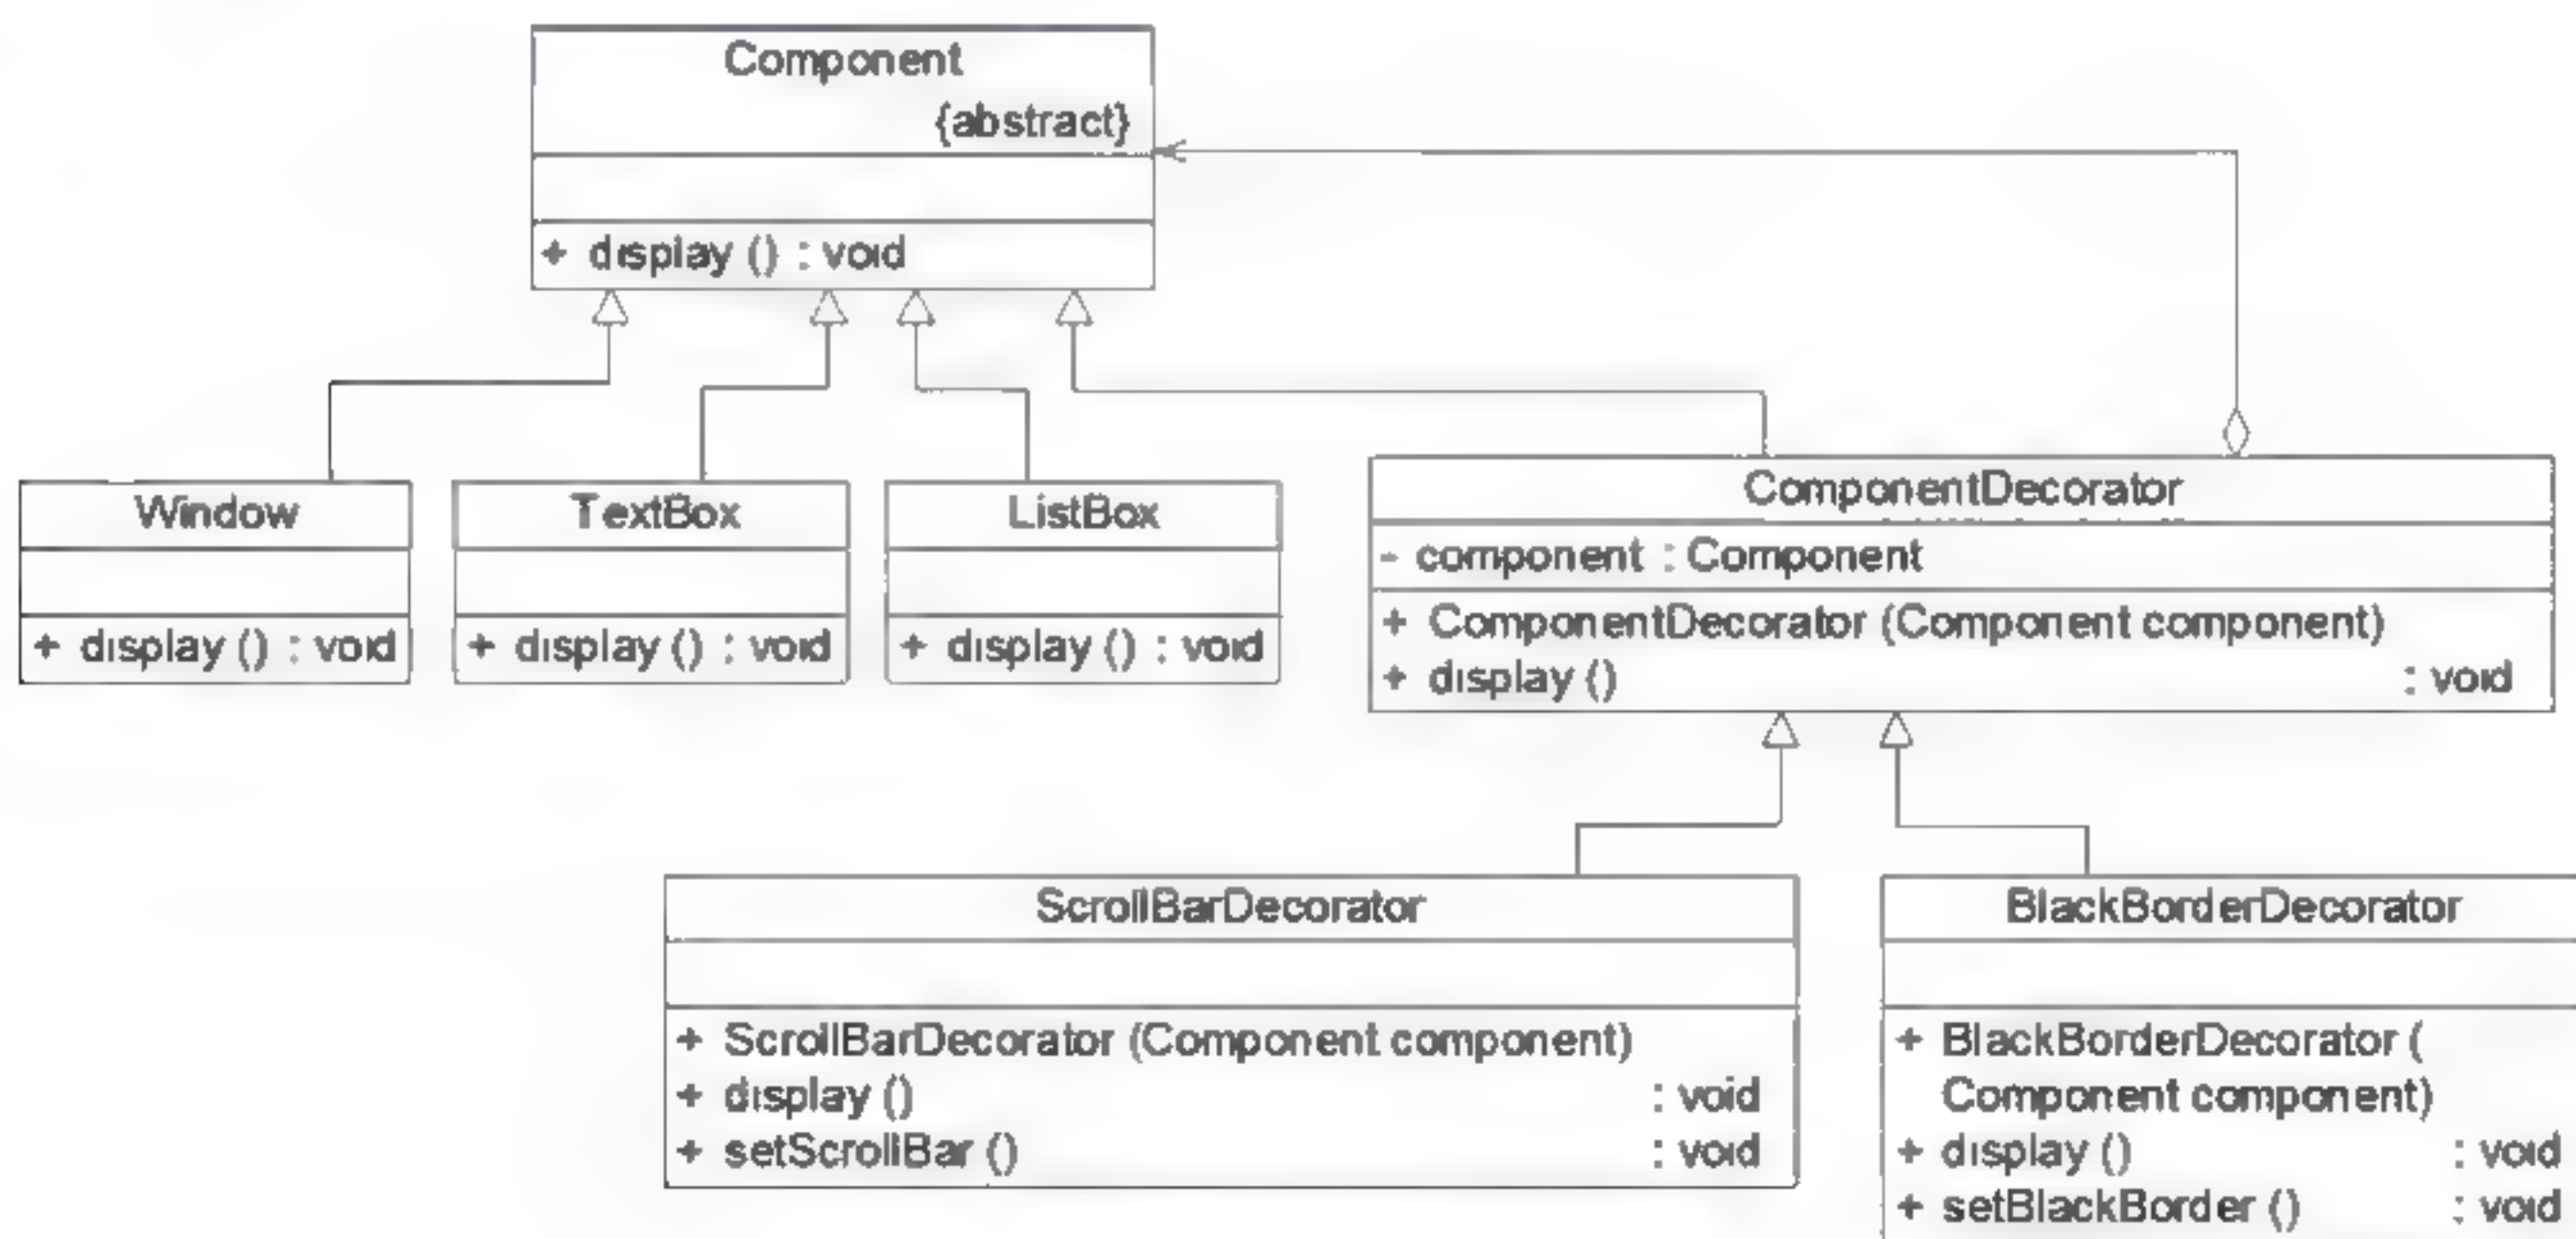 Component
{abstract}
+ display () : void
Window
+ display () : void
TextBox
+ display () : void
ListBox
+ display () : void
ComponentDecorator
- component : Component
+ ComponentDecorator (Component component)
+ display () : void
ScrollBarDecorator
+ ScrollBarDecorator (Component component)
+ display () : void
+ setScrollBar () : void
BlackBorderDecorator
+ BlackBorderDecorator (
Component component)
+ display () : void
+ setBlackBorder () : void